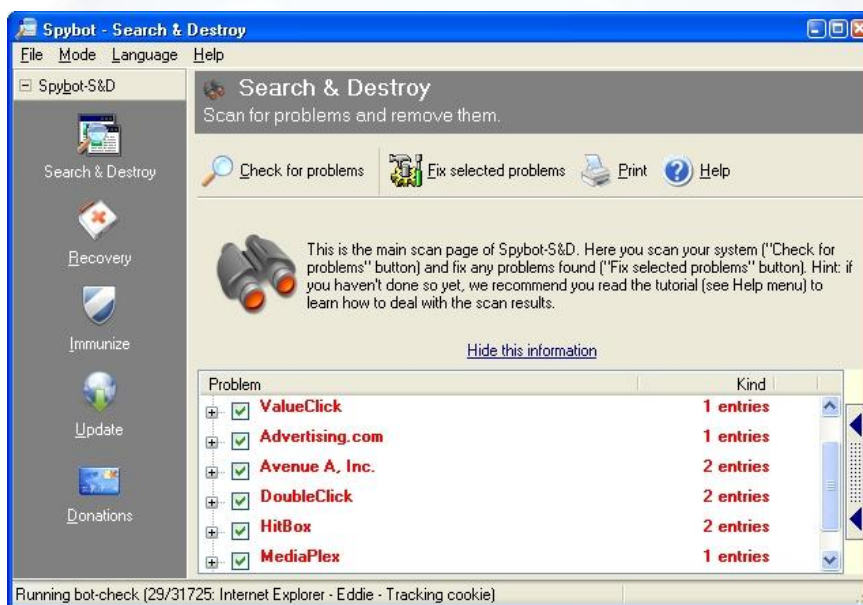 Spybot - Search & Destroy
File Mode Language Help
Spybot-S&D
Search & Destroy
Recovery
Immunize
Update
Donations
Search & Destroy
Scan for problems and remove them.
Check for problems Fix selected problems Print Help
This is the main scan page of Spybot-S&D. Here you scan your system ("Check for
problems" button) and fix any problems found ("Fix selected problems" button). Hint: if
you haven't done so yet, we recommend you read the tutorial (see Help menu) to
learn how to deal with the scan results.
Hide this information
Problem Kind
ValueClick 1 entries
Advertising.com 1 entries
Avenue A, Inc. 2 entries
DoubleClick 2 entries
HitBox 2 entries
MediaPlex 1 entries
Running bot-check (29/31725: Internet Explorer - Eddie - Tracking cookie)